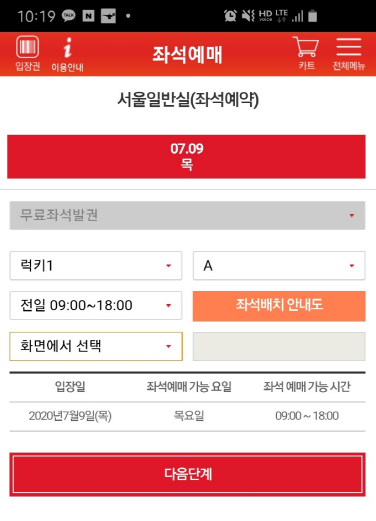 10:19 TALK N HD VOICE LTE
입장권 이용안내 좌석예매 카트 전체메뉴
서울일반실(좌석예약)
07.09
목
무료좌석발권
럭키1 A
전일 09:00~18:00 좌석배치 안내도
화면에서 선택
입장일 좌석예매 가능 요일 좌석 예매 가능 시간
2020년7월9일(목) 목요일 09:00 ~ 18:00
다음단계